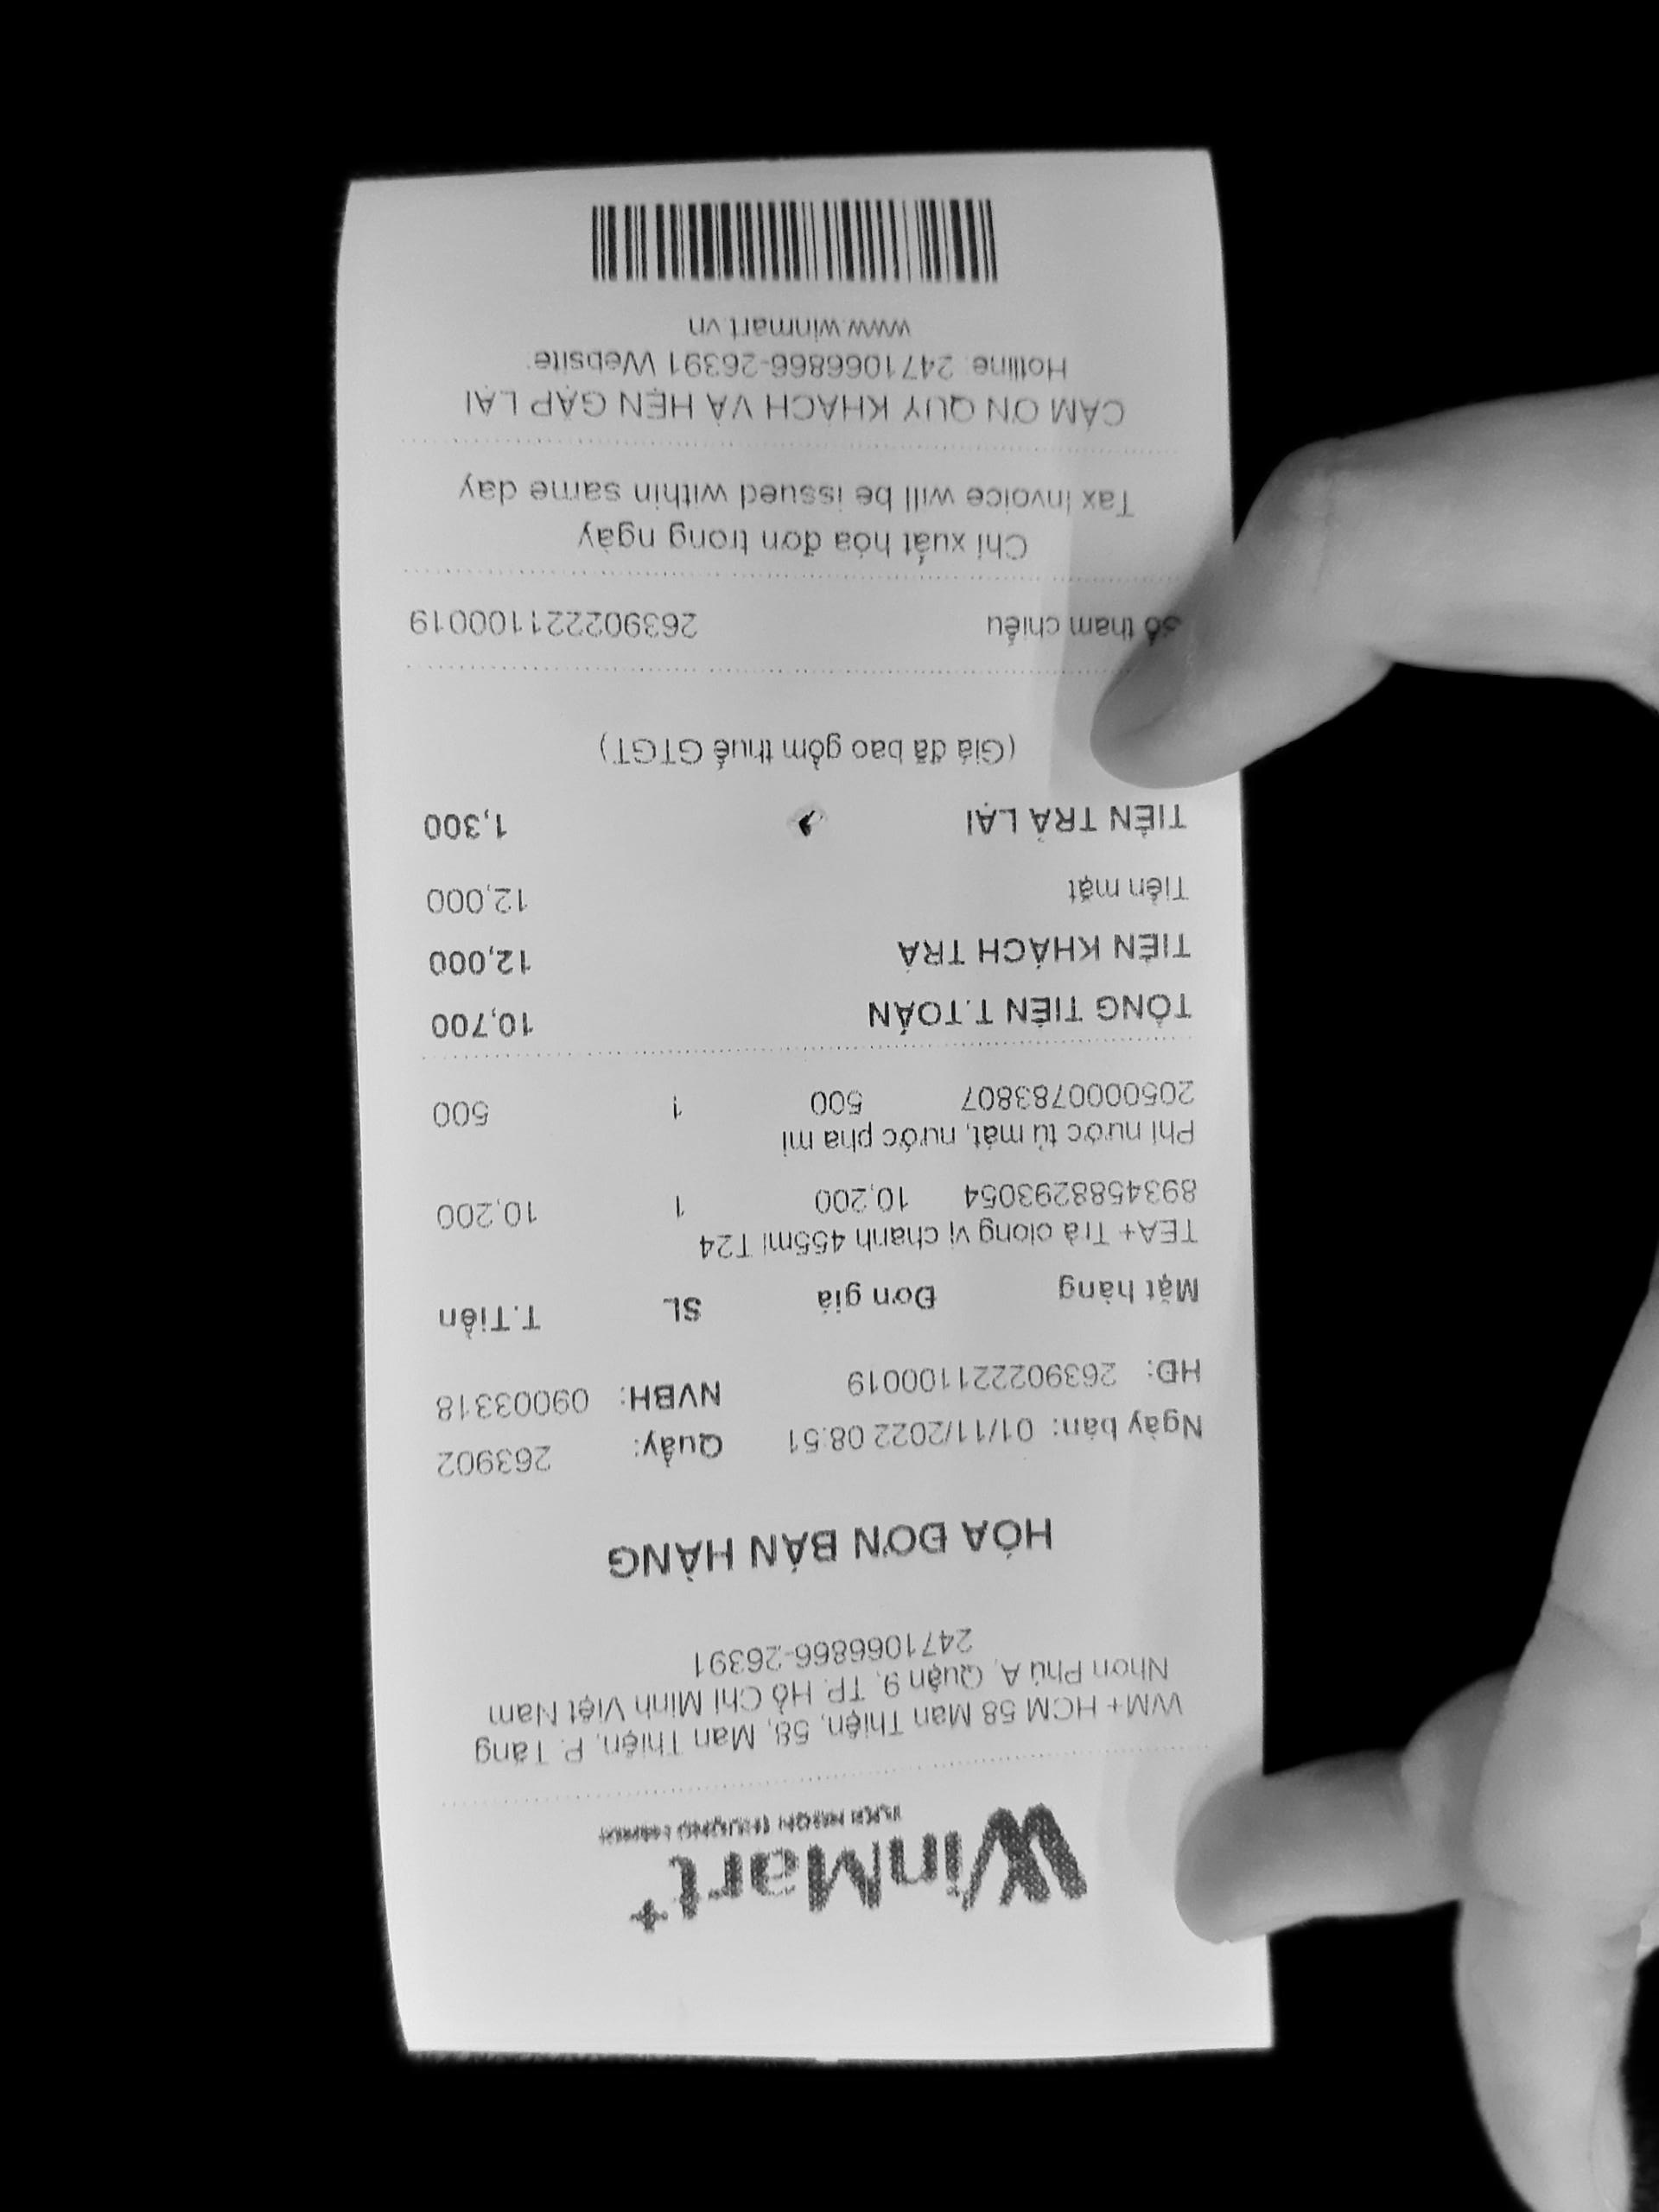 WinMart+
WM+ HCM 58 Man Thiện, 58, Man Thiện, P. Tăng
Nhơn Phú A, Quận 9, TP. Hồ Chí Minh Việt Nam
2471066866-26391
HÓA ĐƠN BÁN HÀNG
Ngày bán: 01/11/2022 08:51 Quầy: 263902
HĐ: 263902221100019 NVBH: 09003318
Mặt hàng Đơn giá SL T.Tiền
TEA+ Trà olong vị chanh 455ml T24
8934588293054 10,200 1 10,200
Phí nước tủ mát, nước pha mì
2050000783807 500 1 500
TỔNG TIỀN T.TOÁN 10,700
TIỀN KHÁCH TRẢ 12,000
Tiền mặt 12,000
TIỀN TRẢ LẠI 1,300
(Giá đã bao gồm thuế GTGT)
Số tham chiếu 263902221100019
Chỉ xuất hóa đơn trong ngày
Tax Invoice will be issued within same day
CẢM ƠN QUÝ KHÁCH VÀ HẸN GẶP LẠI
Hotline: 2471066866-26391 Website:
www.winmart.vn